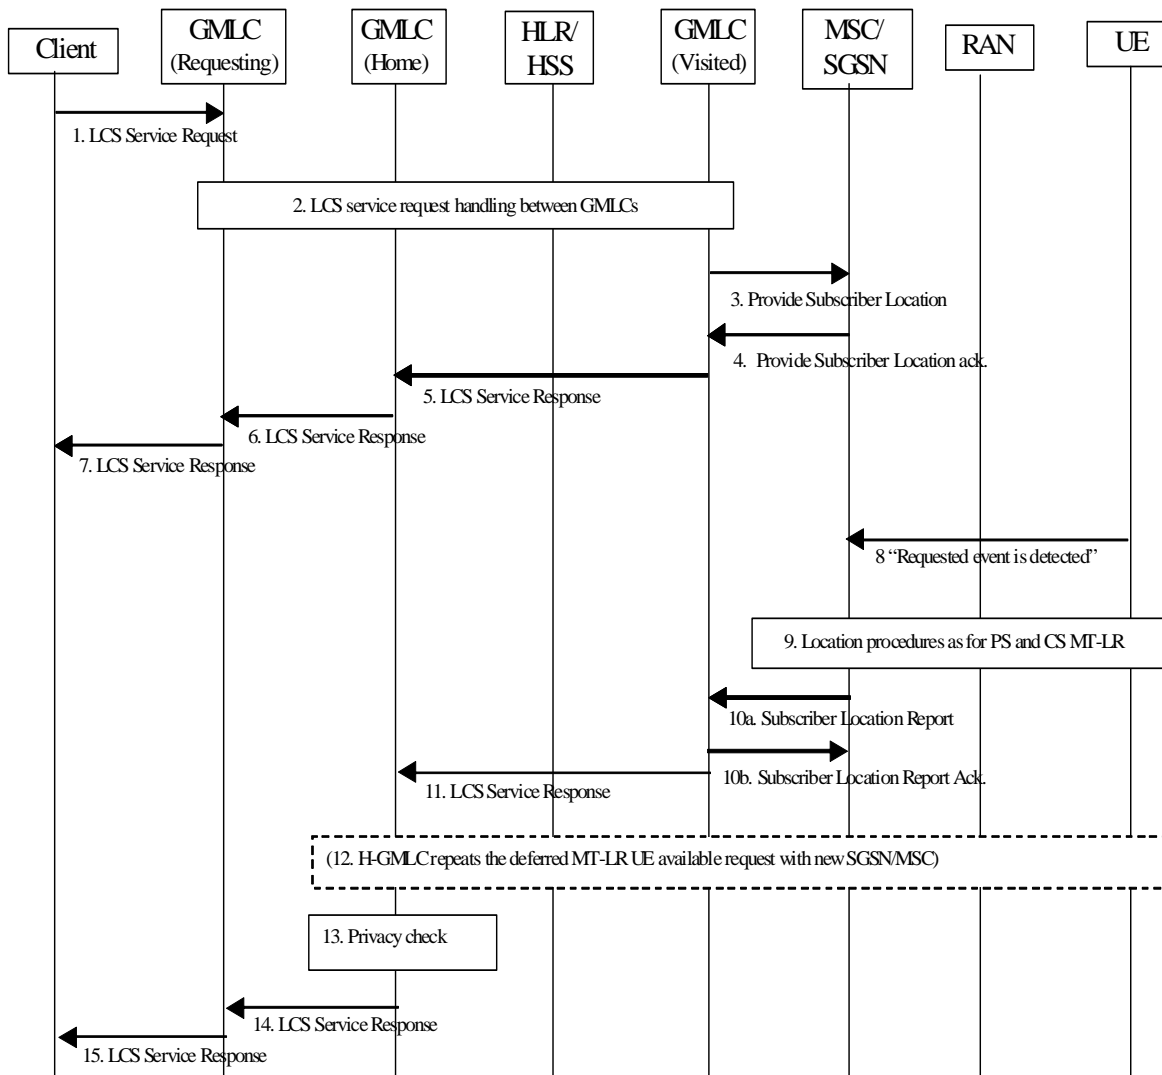 Client
GMLC
(Requesting)
GMLC
(Home)
HLR/
HSS
GMLC
(Visited)
MSC/
SGSN
RAN
UE
1. LCS Service Request
2. LCS service request handling between GMLCs
3. Provide Subscriber Location
4. Provide Subscriber Location ack.
5. LCS Service Response
6. LCS Service Response
7. LCS Service Response
8 “Requested event is detected”
9. Location procedures as for PS and CS MT-LR
10a. Subscriber Location Report
10b. Subscriber Location Report Ack.
11. LCS Service Response
(12. H-GMLC repeats the deferred MT-LR UE available request with new SGSN/MSC)
13. Privacy check
14. LCS Service Response
15. LCS Service Response